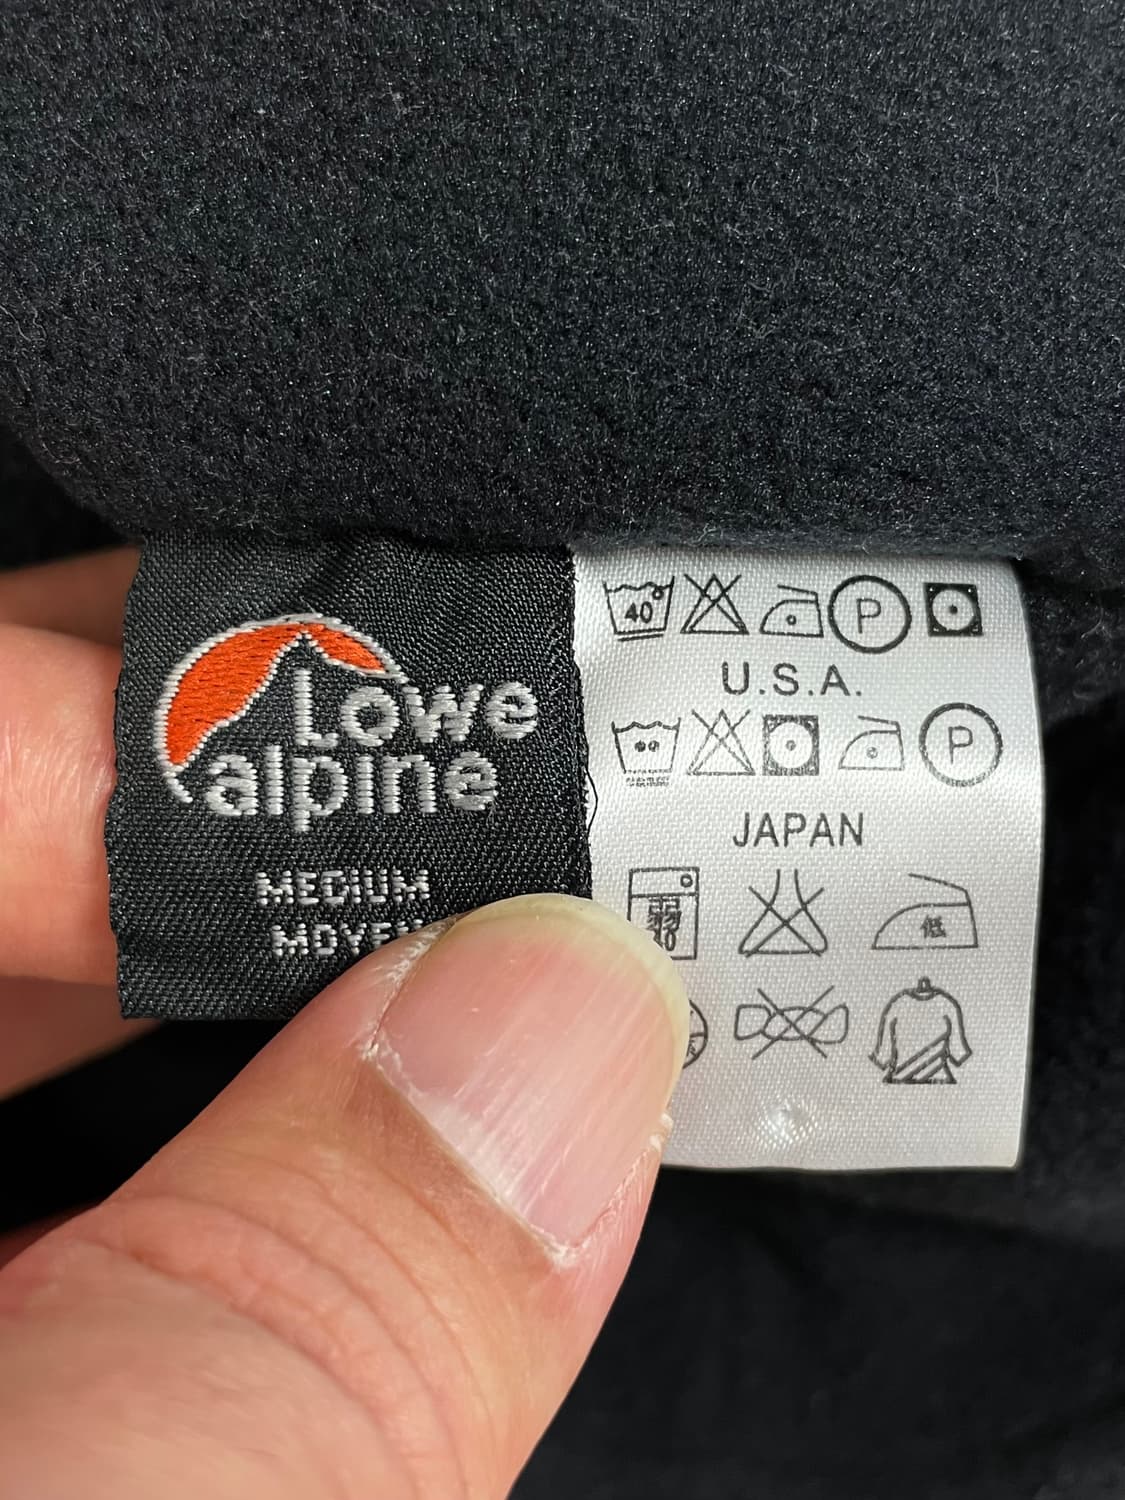 Lowe
alpine
MEDIUM
40
P
U.S.A.
P
JAPAN
弱
40
低